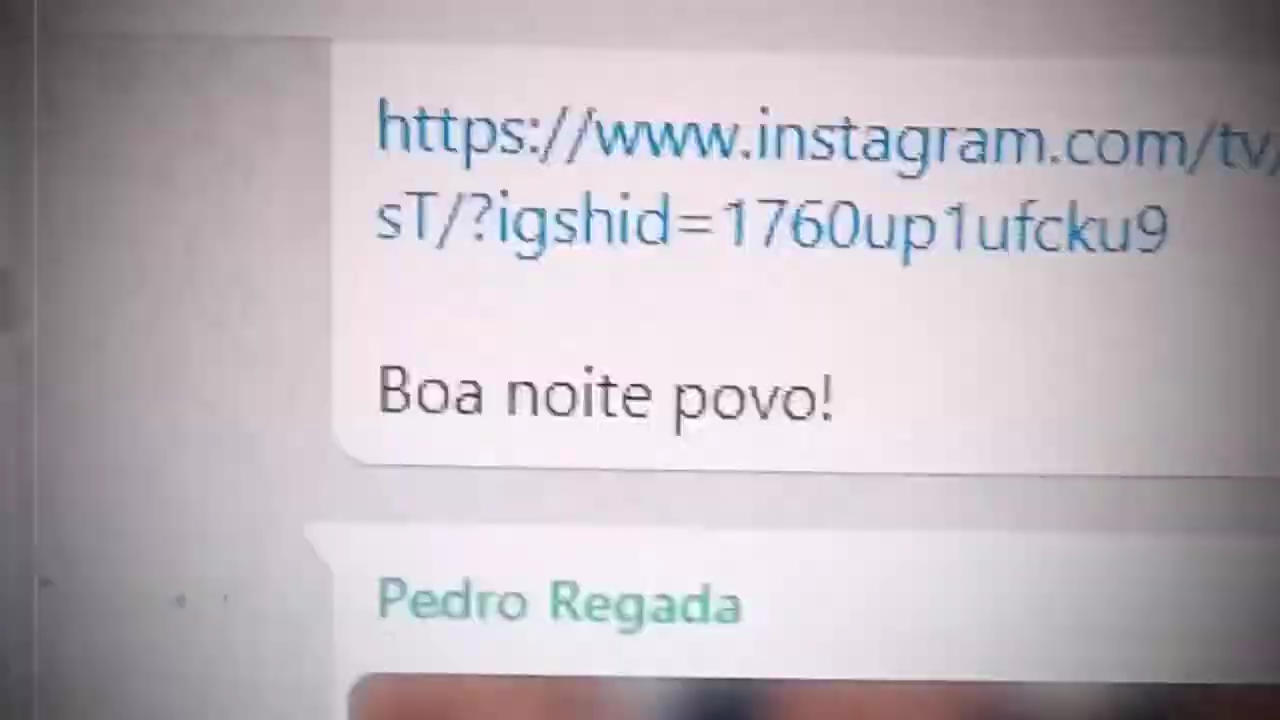 https://www.instagram.com/tv/
sT/?igshid=1760up1ufcku9
Boa noite povo!
Pedro Regada